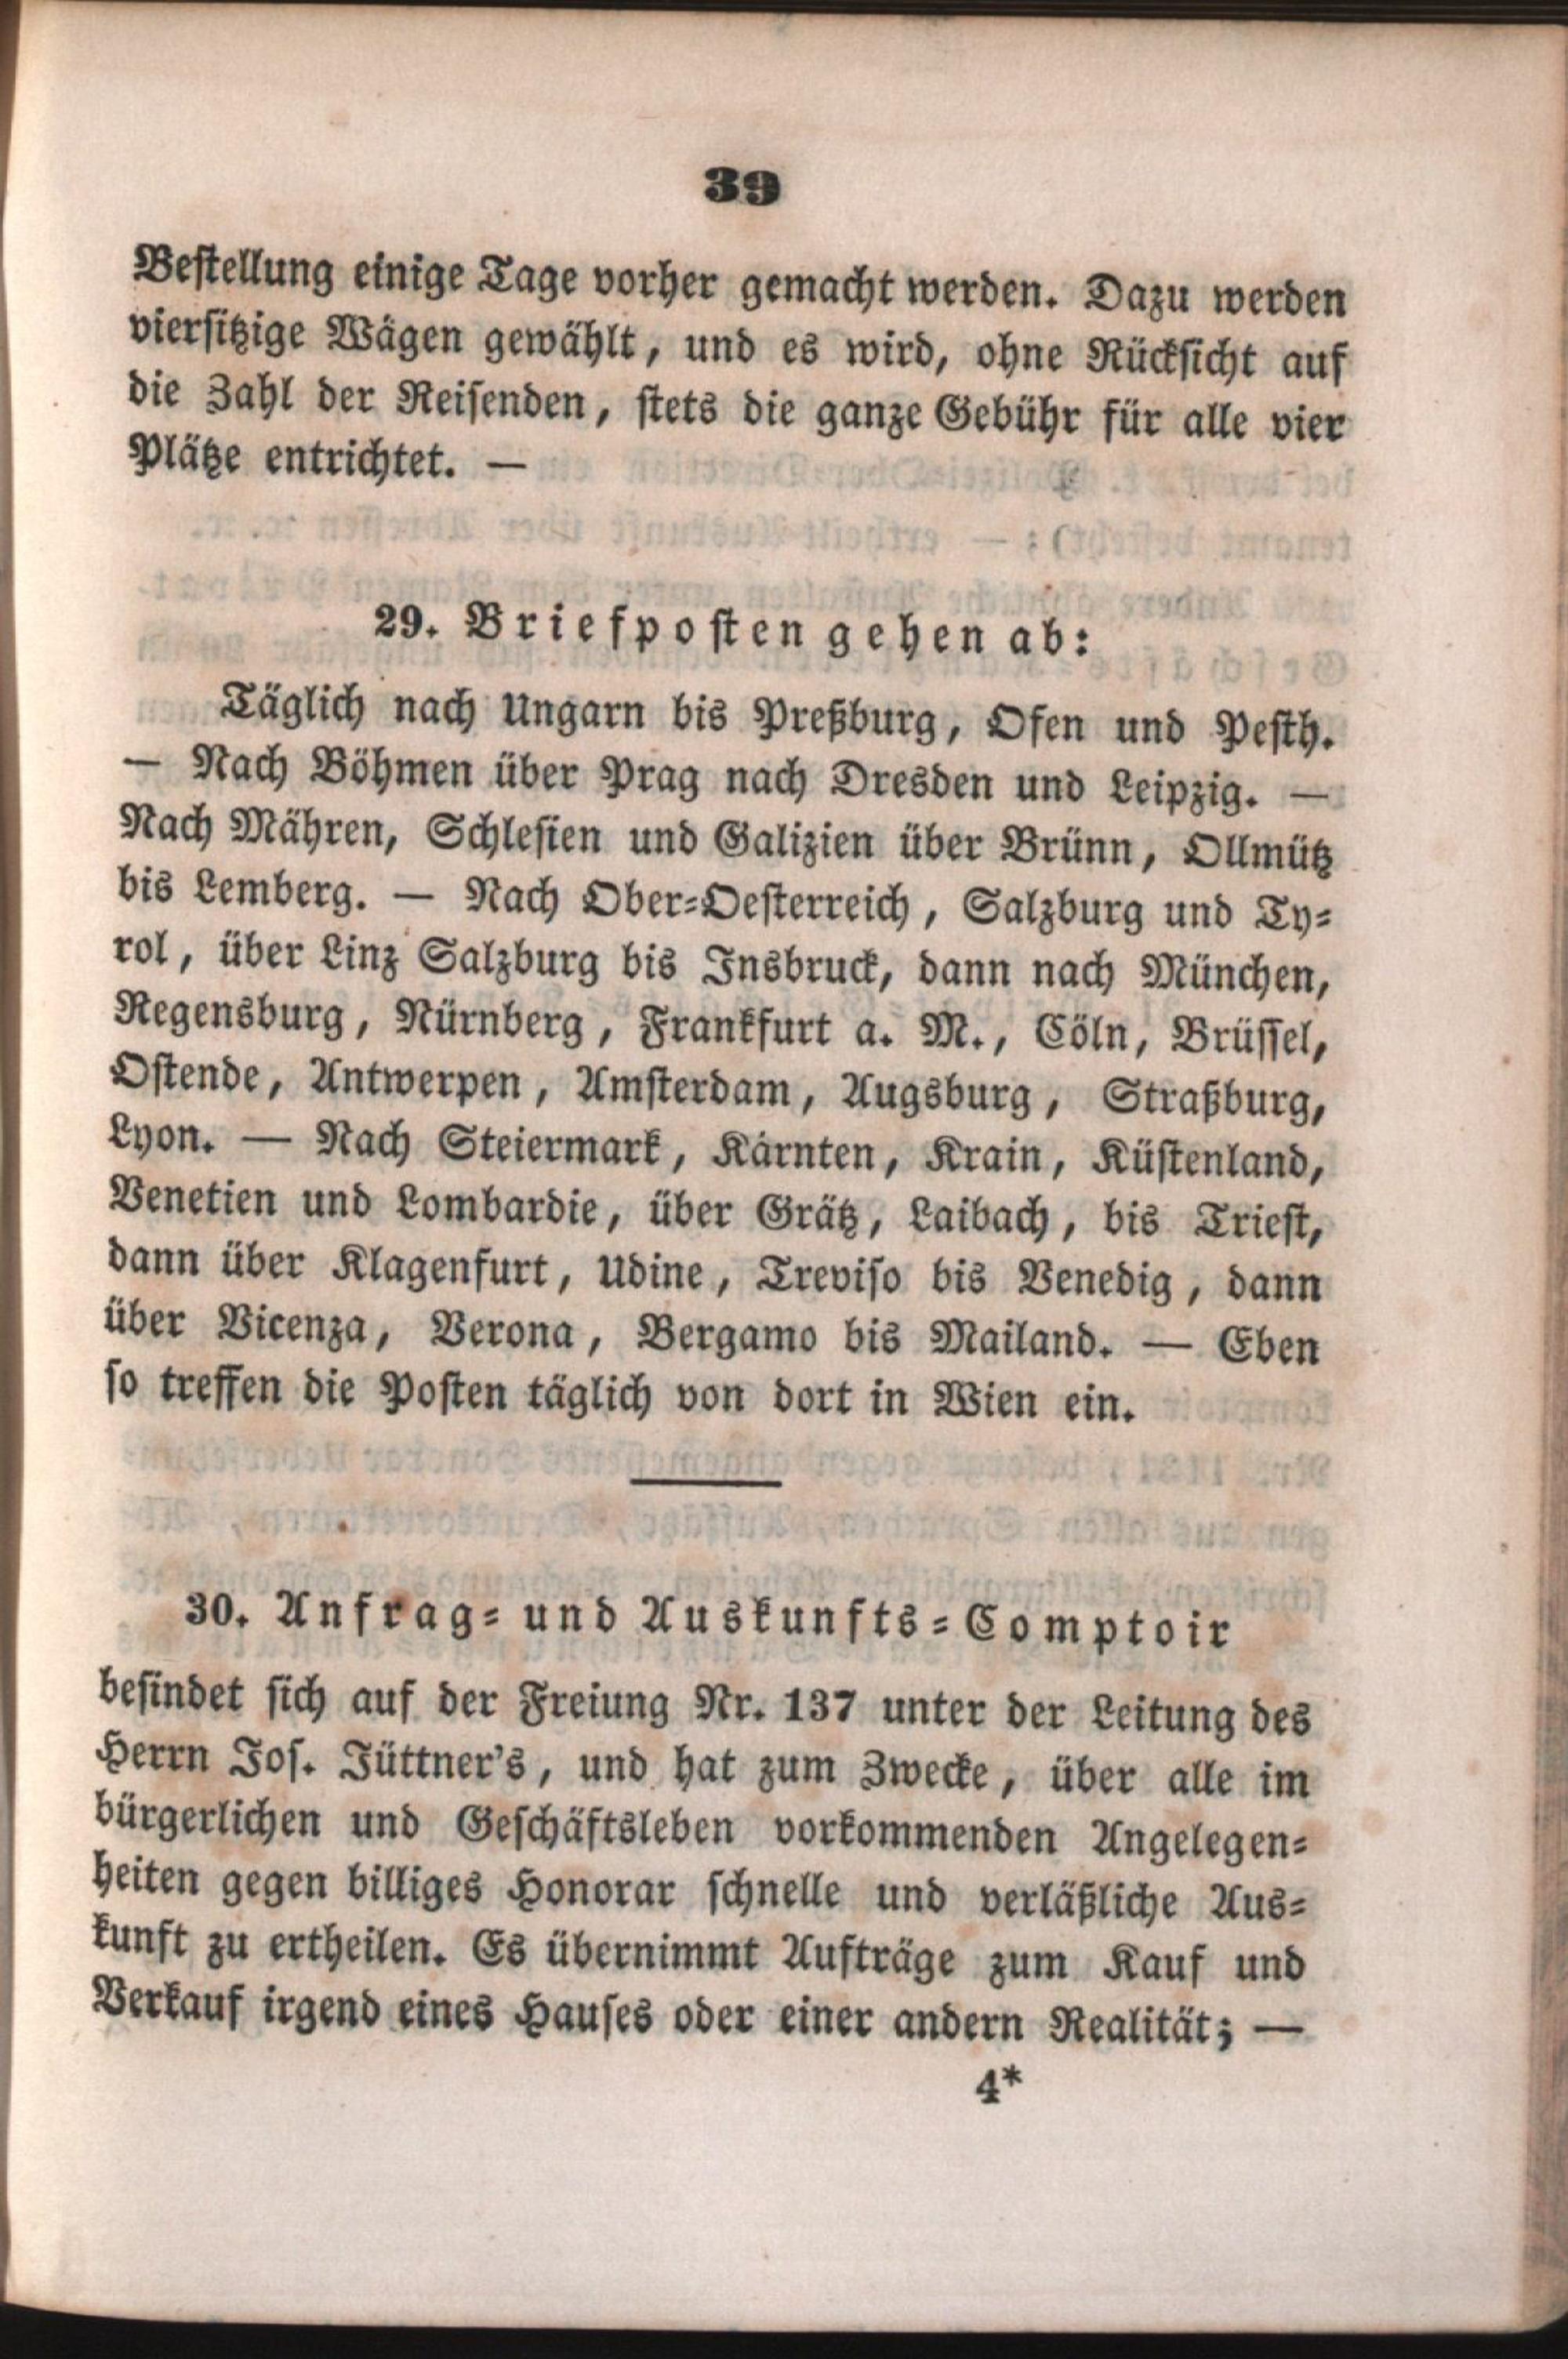 39
Bestellung einige Tage vorher gemacht werden. Dazu werden
viersitzige Wägen gewählt, und es wird, ohne Rücksicht auf
die Zahl der Reisenden, stets die ganze Gebühr für alle vier
Plätze entrichtet. —
29. Briefposten gehen ab:
Täglich nach Ungarn bis Preßburg, Ofen und Pesth.
— Nach Böhmen über Prag nach Dresden und Leipzig. —
Nach Mähren, Schlesien und Galizien über Brünn, Ollmütz
bis Lemberg. — Nach Ober-Oesterreich, Salzburg und Ty-
rol, über Linz Salzburg bis Insbruck, dann nach München,
Regensburg, Nürnberg, Frankfurt a. M., Cöln, Brüssel,
Ostende, Antwerpen, Amsterdam, Augsburg, Straßburg,
Lyon. — Nach Steiermark, Kärnten, Krain, Küstenland,
Venetien und Lombardie, über Grätz, Laibach, bis Triest,
dann über Klagenfurt, Udine, Treviso bis Venedig, dann
über Vicenza, Verona, Bergamo bis Mailand. — Eben
so treffen die Posten täglich von dort in Wien ein.
30. Anfrag- und Auskunfts-Comptoir
befindet sich auf der Freiung Nr. 137 unter der Leitung des
Herrn Jos. Jüttner's, und hat zum Zwecke, über alle im
bürgerlichen und Geschäftsleben vorkommenden Angelegen-
heiten gegen billiges Honorar schnelle und verläßliche Aus-
kunft zu ertheilen. Es übernimmt Aufträge zum Kauf und
Verkauf irgend eines Hauses oder einer andern Realität; —
4*